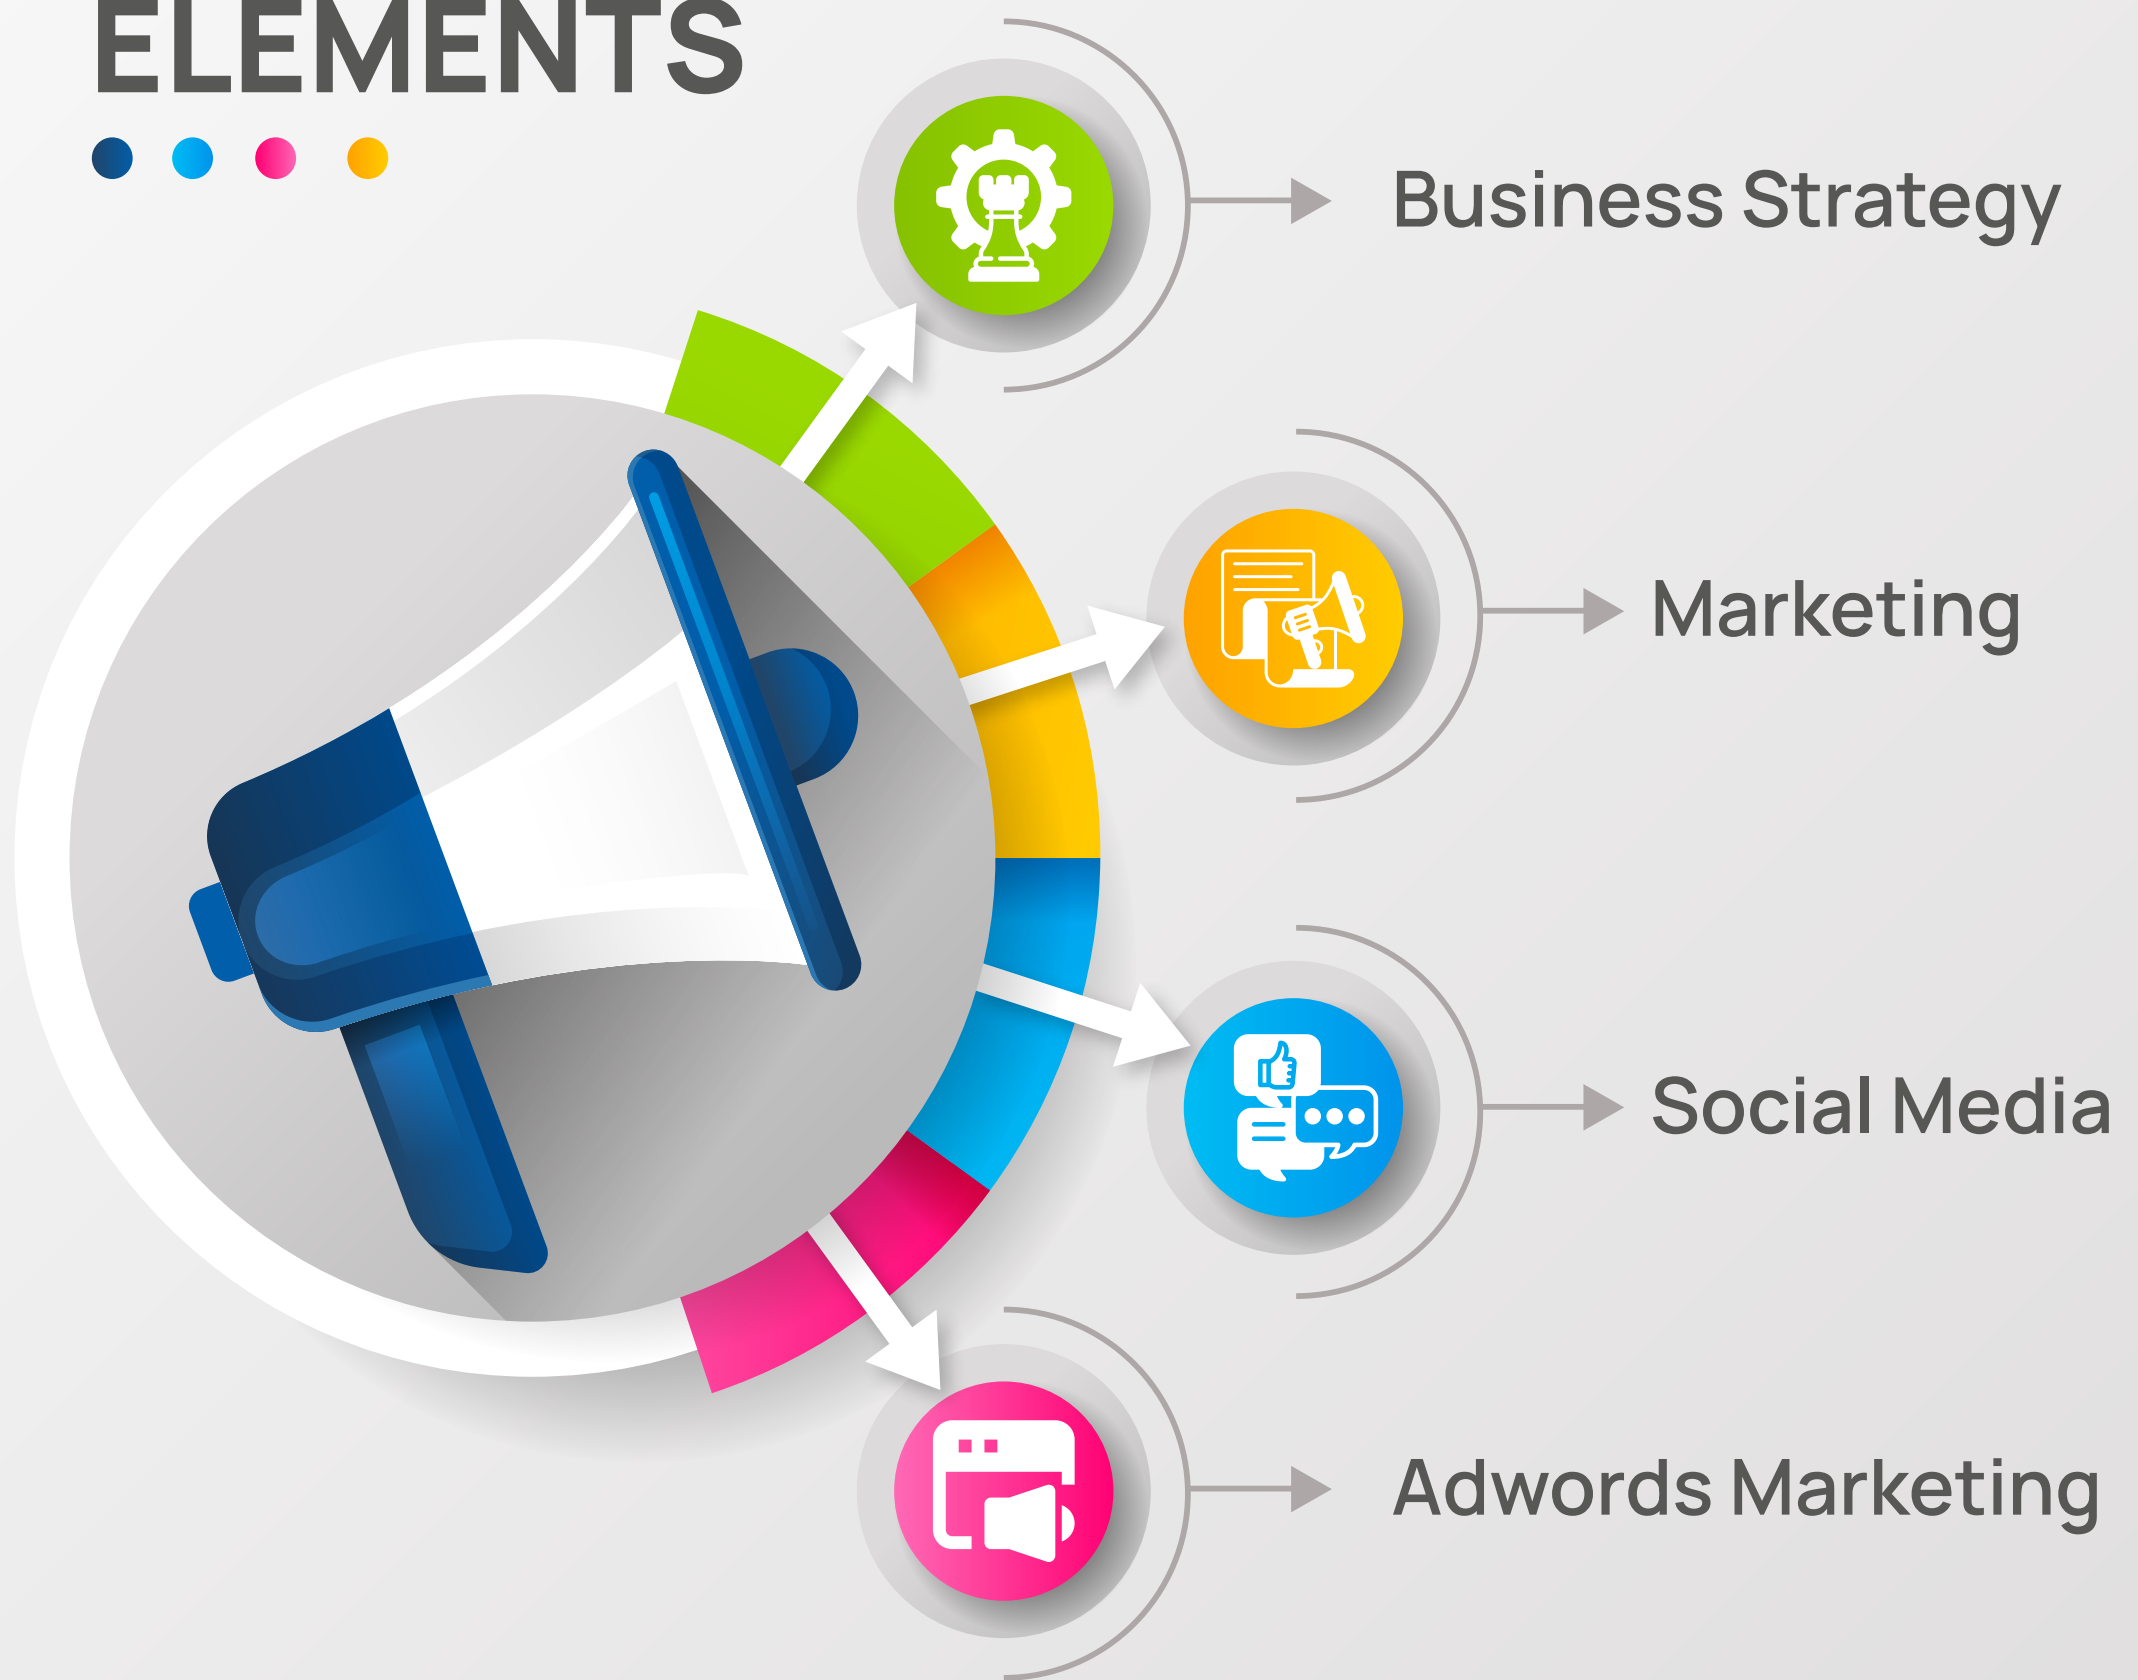 ELEMENTS
Business Strategy
Marketing
Social Media
Adwords Marketing